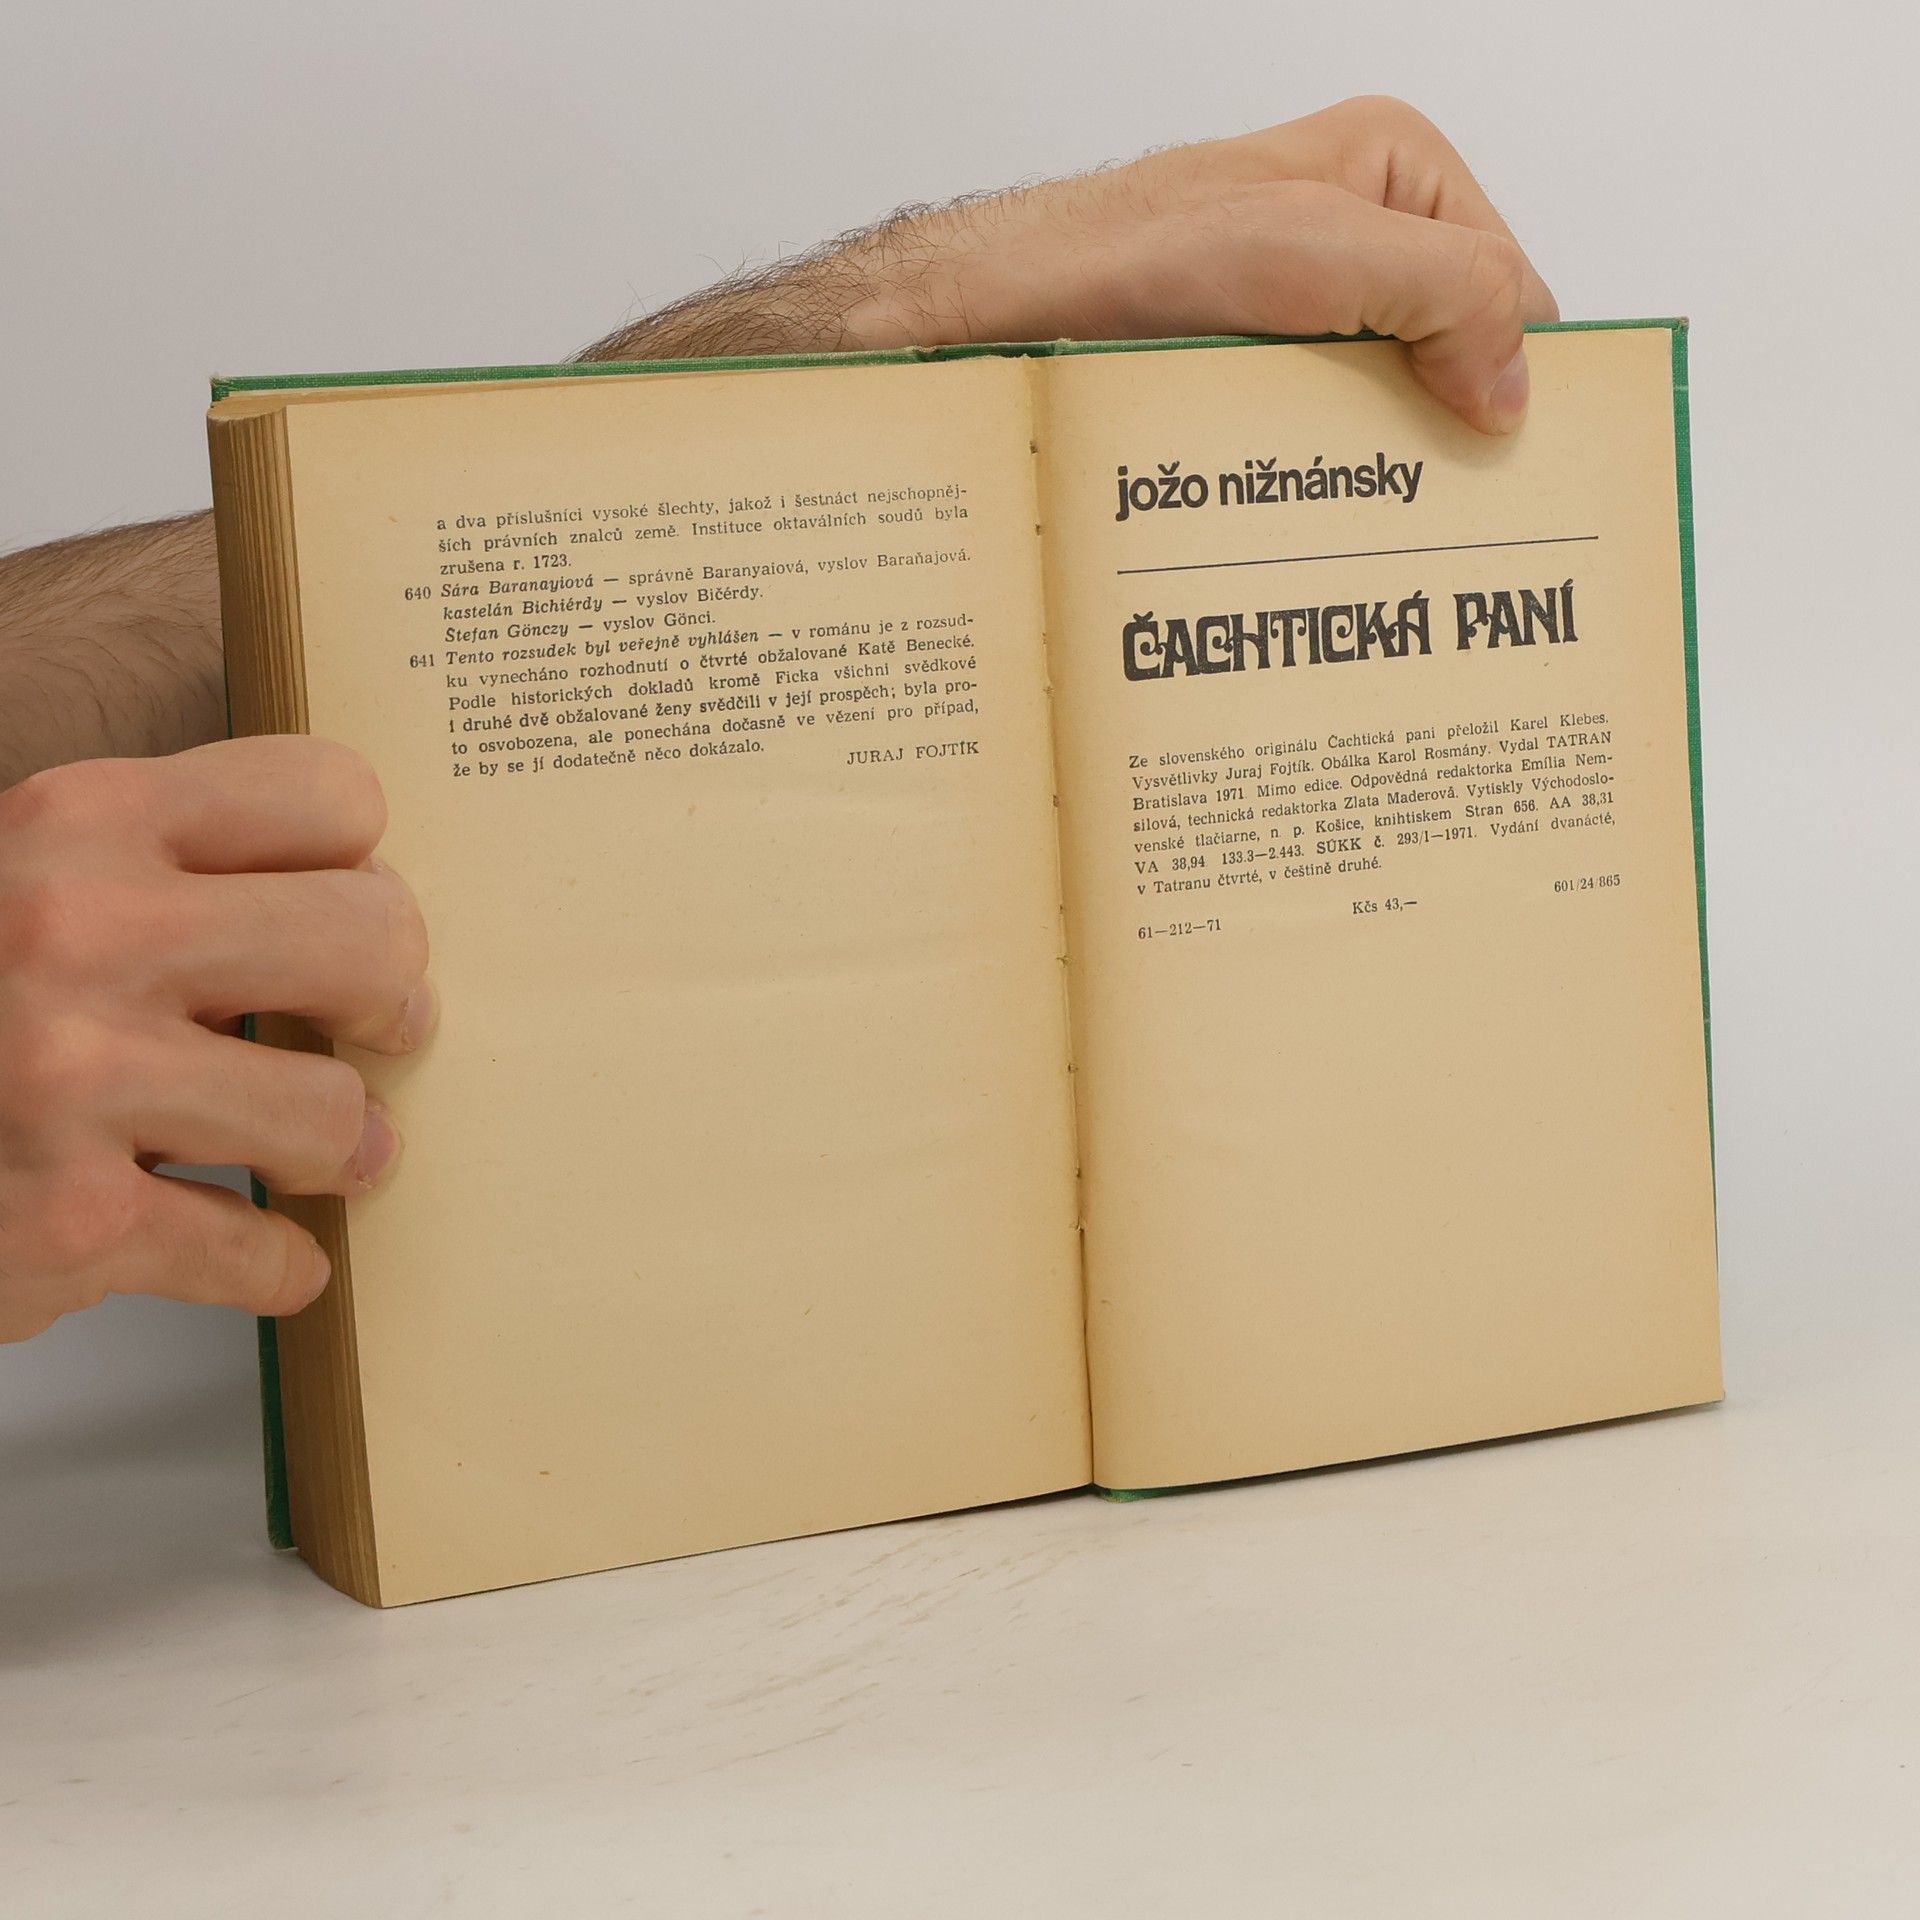 a dva příslušníci vysoké šlechty, jakož i šestnáct nejschopněj-
ších právních znalců země. Instituce oktaválních soudů byla
zrušena r. 1723.
640 Sára Baranayiová — správně Baranyaiová, vyslov Baraňajová.
kastelán Bichiérdy — vyslov Bičérdy.
Štefan Gönczy — vyslov Gönci.
641 Tento rozsudek byl veřejně vyhlášen — v románu je z rozsud-
ku vynecháno rozhodnutí o čtvrté obžalované Katě Benecké.
Podle historických dokladů kromě Ficka všichni svědkové
i druhé dvě obžalované ženy svědčili v její prospěch; byla pro-
to osvobozena, ale ponechána dočasně ve vězení pro případ,
že by se jí dodatečně něco dokázalo.
JURAJ FOJTÍK
jožo nižnánsky
ČACHTICKÁ PANÍ
Ze slovenského originálu Čachtická pani přeložil Karel Klebes.
Vysvětlivky Juraj Fojtík. Obálka Karol Rosmány. Vydal TATRAN
Bratislava 1971. Mimo edice. Odpovědná redaktorka Emília Nem-
silová, technická redaktorka Zlata Maderová. Vytiskly Východoslo-
venské tlačiarne, n. p. Košice, knihtiskem Stran 656. AA 38,31
VA 38,94 133.3—2.443. SÚKK č. 293/1—1971. Vydání dvanácté,
v Tatranu čtvrté, v češtině druhé.
601/24/865
Kčs 43,—
61—212—71